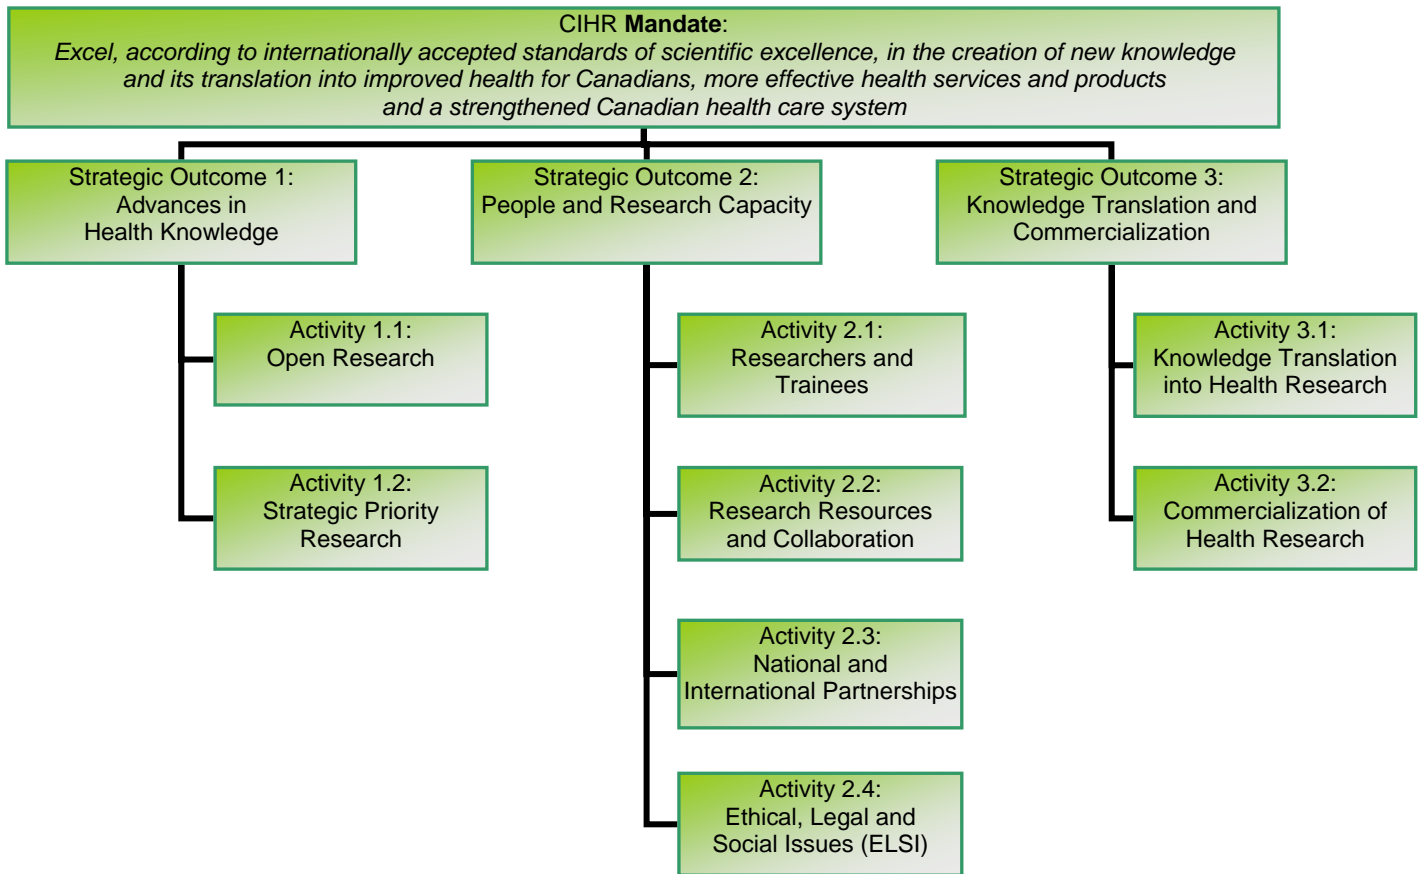 CIHR Mandate:
Excel, according to internationally accepted standards of scientific excellence, in the creation of new knowledge
and its translation into improved health for Canadians, more effective health services and products
and a strengthened Canadian health care system
Strategic Outcome 1:
Advances in
Health Knowledge
Strategic Outcome 2:
People and Research Capacity
Strategic Outcome 3:
Knowledge Translation and
Commercialization
Activity 1.1:
Open Research
Activity 1.2:
Strategic Priority
Research
Activity 2.1:
Researchers and
Trainees
Activity 2.2:
Research Resources
and Collaboration
Activity 2.3:
National and
International Partnerships
Activity 2.4:
Ethical, Legal and
Social Issues (ELSI)
Activity 3.1:
Knowledge Translation
into Health Research
Activity 3.2:
Commercialization of
Health Research